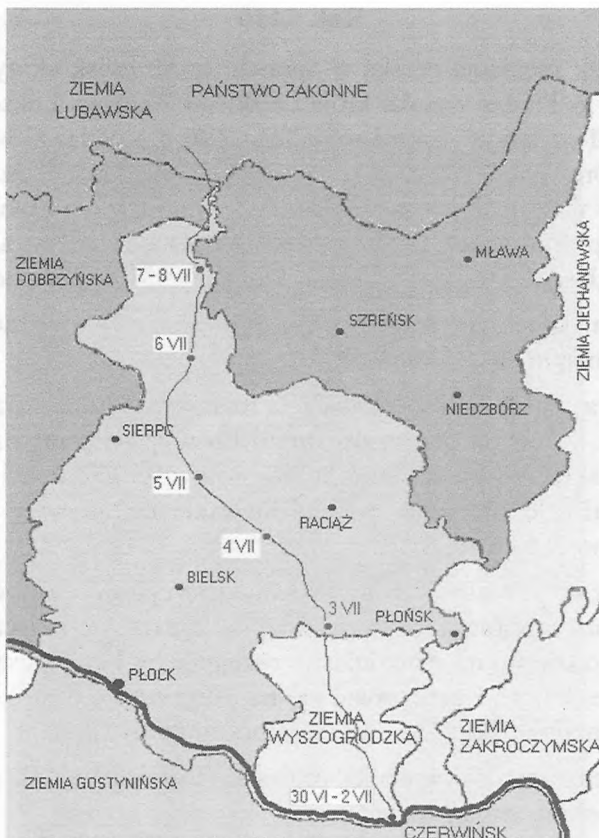 ZIEMIA
LUBAWSKA
PAŃSTWO ZAKONNE
ZIEMIA
DOBRZYŃSKA
7 - 8 VII
MŁAWA
ZIEMIA CIECHANOWSKA
SZREŃSK
6 VII
NIEDZBÓRZ
SIERPC
5 VII
RACIĄŻ
4 VII
BIELSK
3 VII
PŁOŃSK
PŁOCK
ZIEMIA
WYSZOGRODZKA
ZIEMIA
ZAKROCZYMSKA
ZIEMIA GOSTYNIŃSKA
30 VI - 2 VII
CZERWIŃSK